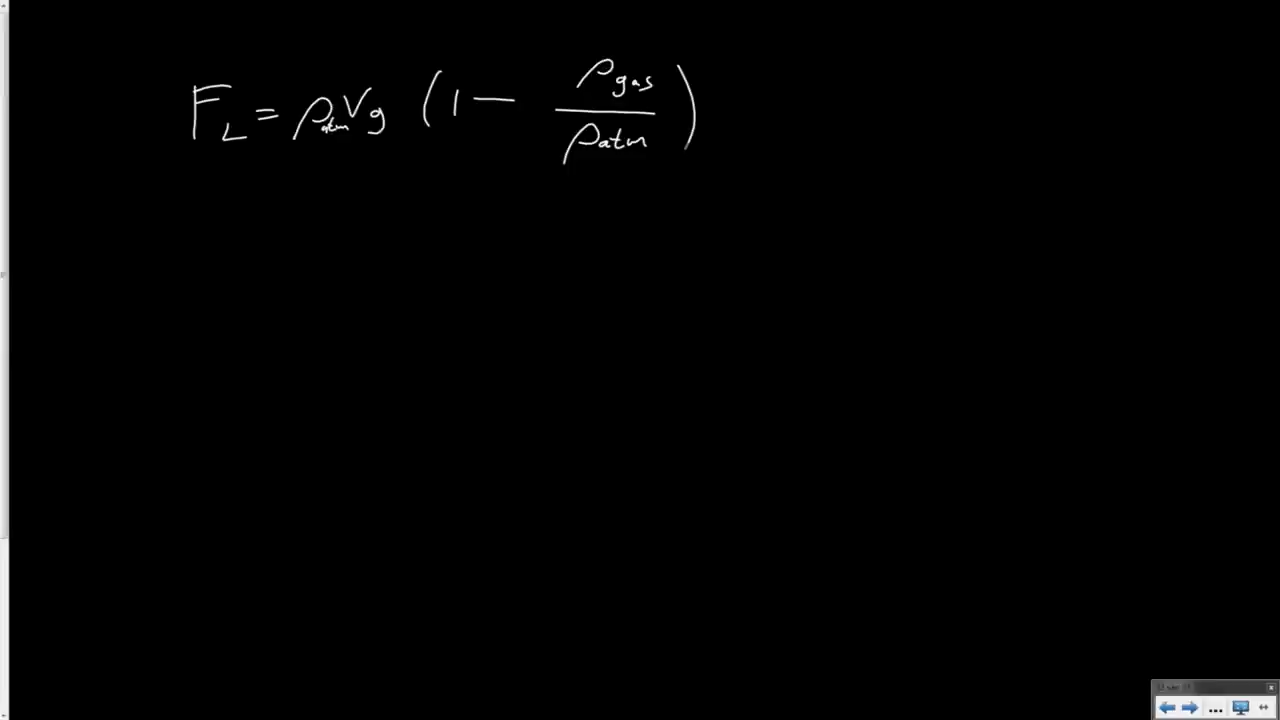 F_L = ρ_atm V g (1 − ρ_gas / ρ_atm)